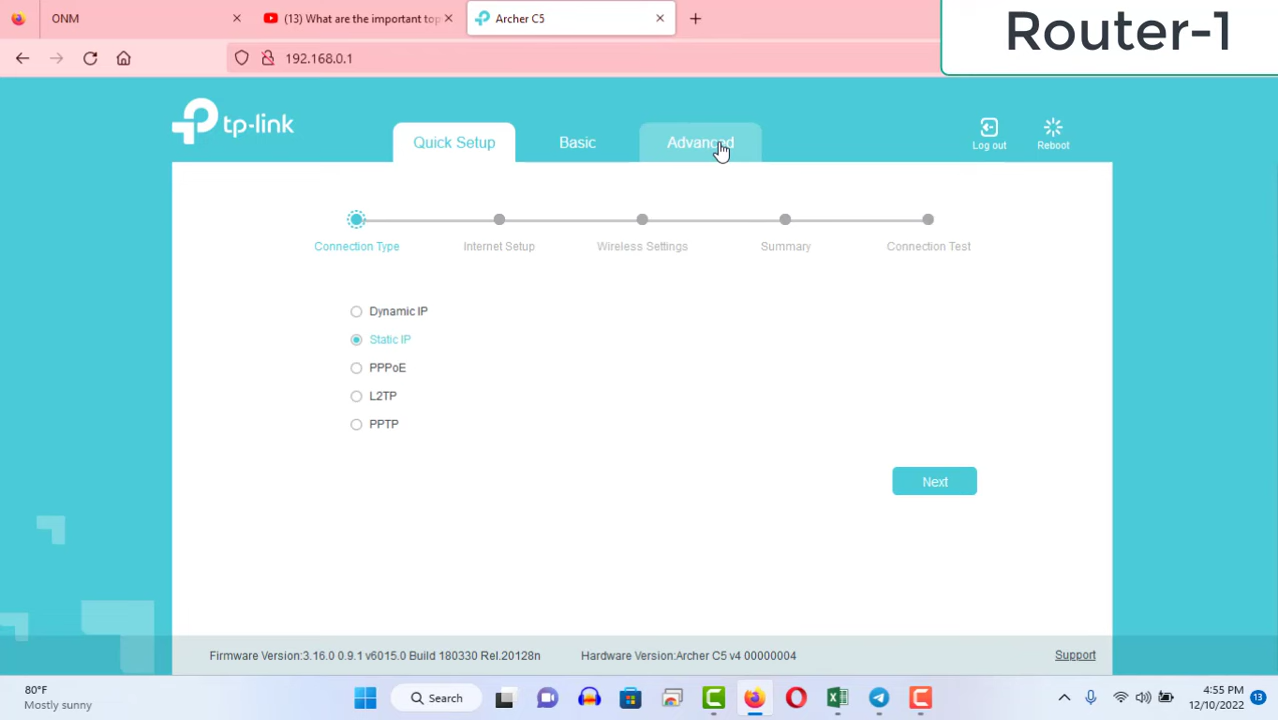 ONM
(13) What are the important top
Archer C5
Router-1
192.168.0.1
tp-link
Quick Setup
Basic
Advanced
Log out
Reboot
Connection Type
Internet Setup
Wireless Settings
Summary
Connection Test
Dynamic IP
Static IP
PPPoE
L2TP
PPTP
Next
Firmware Version:3.16.0 0.9.1 v6015.0 Build 180330 Rel.20128n
Hardware Version:Archer C5 v4 00000004
Support
80°F
Mostly sunny
Search
4:55 PM
12/10/2022
13